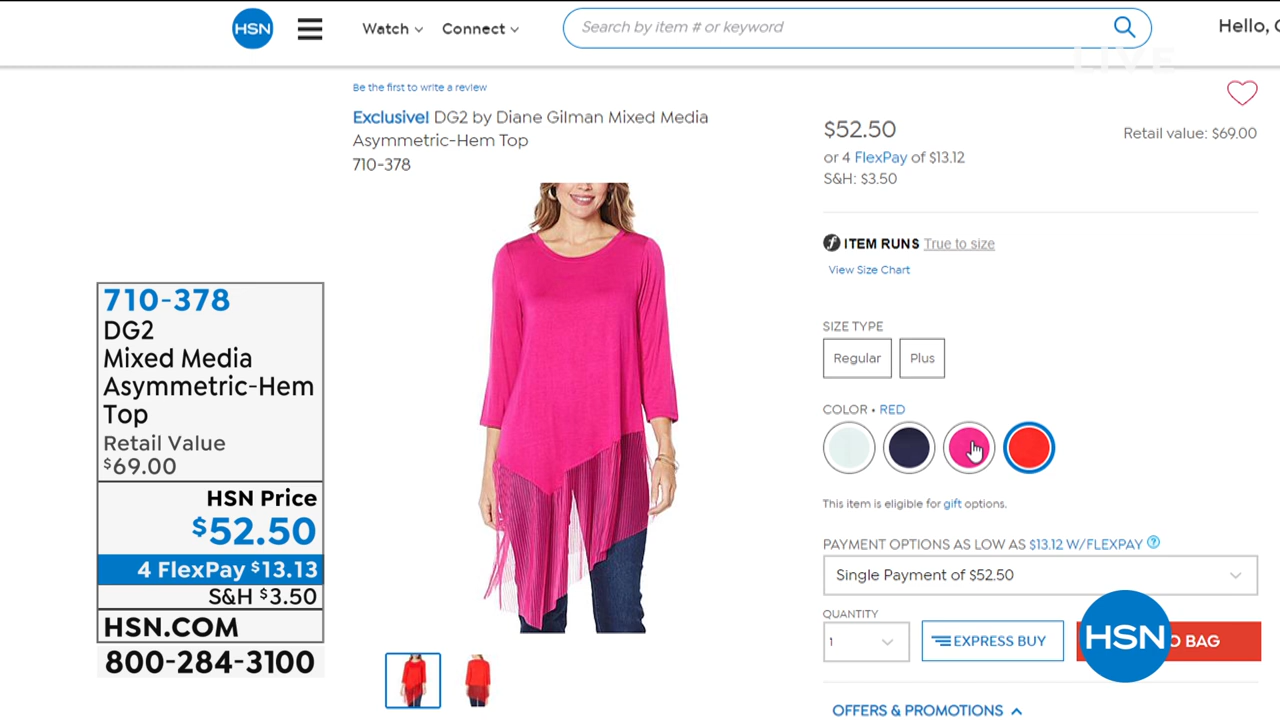 HSN
Watch
Connect
Search by item # or keyword
Hello,
LIVE
Be the first to write a review
Exclusive! DG2 by Diane Gilman Mixed Media
Asymmetric-Hem Top
710-378
$52.50
Retail value: $69.00
or 4 FlexPay of $13.12
S&H: $3.50
ITEM RUNS True to size
View Size Chart
SIZE TYPE
Regular
Plus
COLOR • RED
This item is eligible for gift options.
PAYMENT OPTIONS AS LOW AS $13.12 W/FLEXPAY ?
Single Payment of $52.50
QUANTITY
1
EXPRESS BUY
O BAG
HSN
OFFERS & PROMOTIONS
710-378
DG2
Mixed Media
Asymmetric-Hem
Top
Retail Value
$69.00
HSN Price
$52.50
4 FlexPay $13.13
S&H $3.50
HSN.COM
800-284-3100